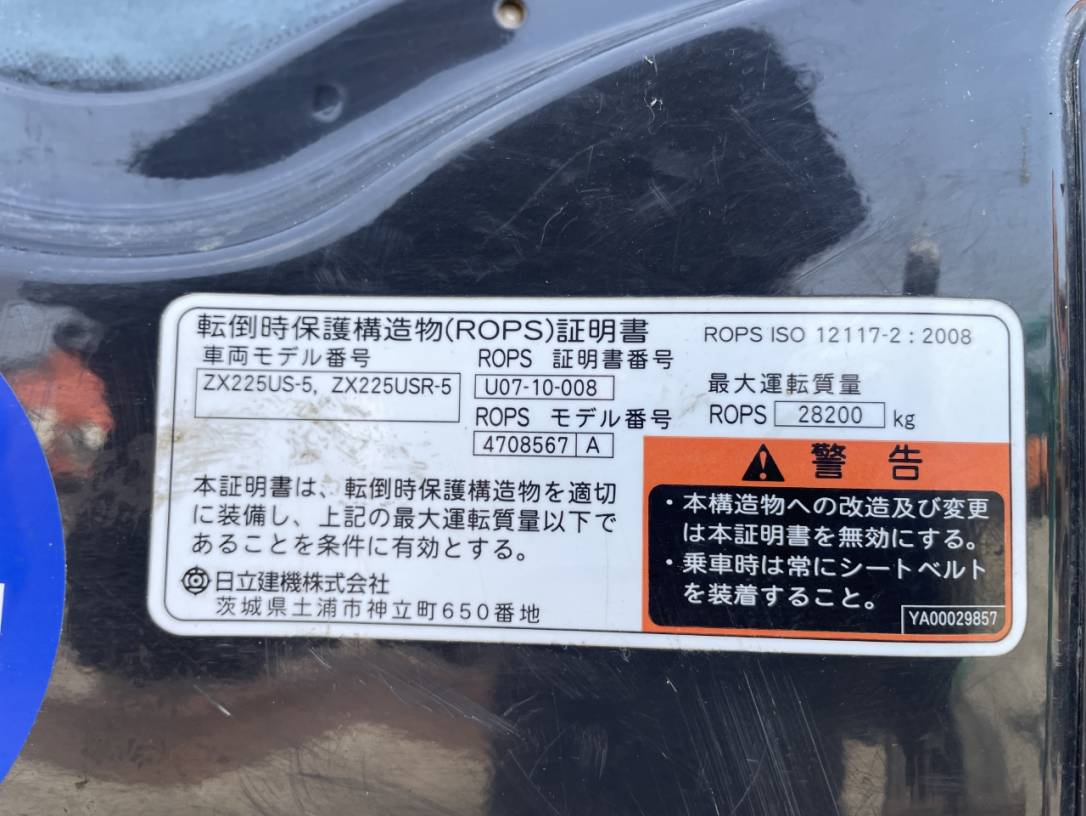 転倒時保護構造物(ROPS)証明書
ROPS ISO 12117-2 : 2008
車両モデル番号
ZX225US-5, ZX225USR-5
ROPS 証明書番号
U07-10-008
ROPS モデル番号
4708567 A
最大運転質量
ROPS 28200 kg
本証明書は、転倒時保護構造物を適切
に装備し、上記の最大運転質量以下で
あることを条件に有効とする。
日立建機株式会社
茨城県土浦市神立町650番地
警告
・本構造物への改造及び変更
は本証明書を無効にする。
・乗車時は常にシートベルト
を装着すること。
YA00029857